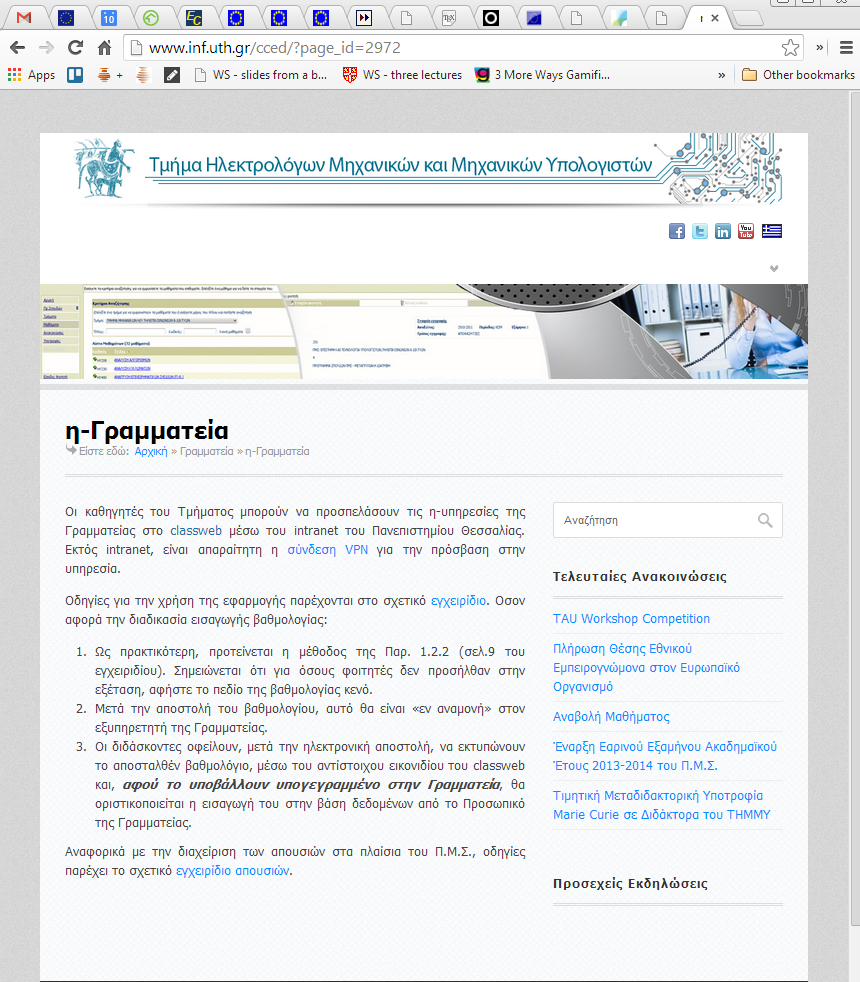 www.inf.uth.gr/cced/?page_id=2972
Apps
WS - slides from a b...
WS - three lectures
3 More Ways Gamifi...
»
Other bookmarks
Τμήμα Ηλεκτρολόγων Μηχανικών και Μηχανικών Υπολογιστών
η-Γραμματεία
Είστε εδώ: Αρχική » Γραμματεία » η-Γραμματεία
Οι καθηγητές του Τμήματος μπορούν να προσπελάσουν τις η-υπηρεσίες της
Γραμματείας στο classweb μέσω του intranet του Πανεπιστημίου Θεσσαλίας.
Εκτός intranet, είναι απαραίτητη η σύνδεση VPN για την πρόσβαση στην
υπηρεσία.
Οδηγίες για την χρήση της εφαρμογής παρέχονται στο σχετικό εγχειρίδιο. Οσον
αφορά την διαδικασία εισαγωγής βαθμολογίας:
1. Ως πρακτικότερη, προτείνεται η μέθοδος της Παρ. 1.2.2 (σελ.9 του
εγχειριδίου). Σημειώνεται ότι για όσους φοιτητές δεν προσήλθαν στην
εξέταση, αφήστε το πεδίο της βαθμολογίας κενό.
2. Μετά την αποστολή του βαθμολογίου, αυτό θα είναι «εν αναμονή» στον
εξυπηρετητή της Γραμματείας.
3. Οι διδάσκοντες οφείλουν, μετά την ηλεκτρονική αποστολή, να εκτυπώνουν
το αποσταλθέν βαθμολόγιο, μέσω του αντίστοιχου εικονιδίου του classweb
και, αφού το υποβάλλουν υπογεγραμμένο στην Γραμματεία, θα
οριστικοποιείται η εισαγωγή του στην βάση δεδομένων από το Προσωπικό
της Γραμματείας.
Αναφορικά με την διαχείριση των απουσιών στα πλαίσια του Π.Μ.Σ., οδηγίες
παρέχει το σχετικό εγχειρίδιο απουσιών.
Αναζήτηση
Τελευταίες Ανακοινώσεις
TAU Workshop Competition
Πλήρωση Θέσης Εθνικού
Εμπειρογνώμονα στον Ευρωπαϊκό
Οργανισμό
Αναβολή Μαθήματος
Έναρξη Εαρινού Εξαμήνου Ακαδημαϊκού
Έτους 2013-2014 του Π.Μ.Σ.
Τιμητική Μεταδιδακτορική Υποτροφία
Marie Curie σε Διδάκτορα του ΤΗΜΜΥ
Προσεχείς Εκδηλώσεις